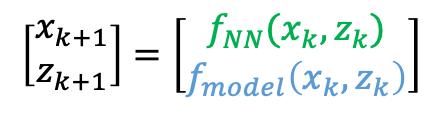 [x_{k+1}] = [f_{NN}(x_k, z_k)]
[z_{k+1}]   [f_{model}(x_k, z_k)]